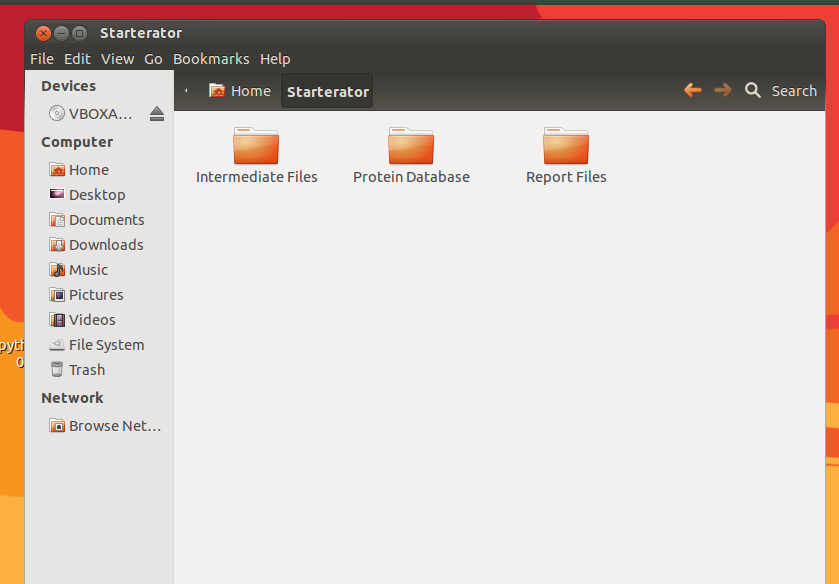 Starterator
File Edit View Go Bookmarks Help
Devices
VBOXA...
Computer
Home
Desktop
Documents
Downloads
Music
Pictures
Videos
File System
Trash
Network
Browse Net...
Home Starterator Search
Intermediate Files Protein Database Report Files
pyth
0